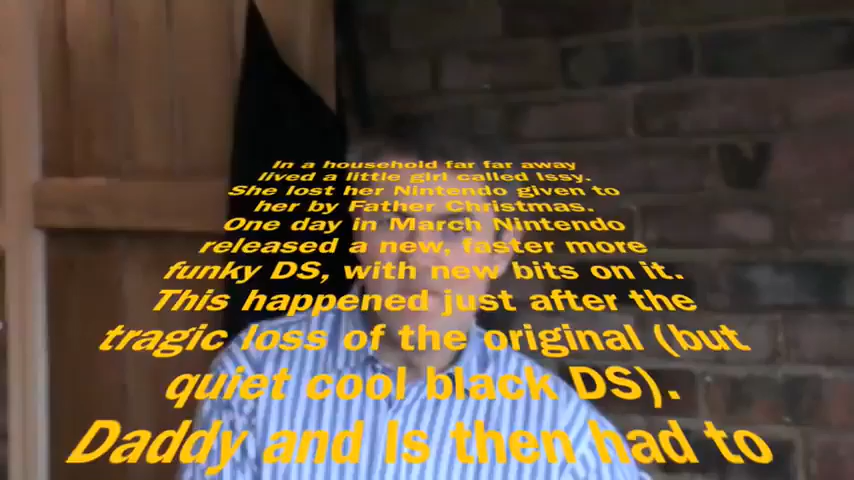 In a household far far away
lived a little girl called Issy.
She lost her Nintendo given to
her by Father Christmas.
One day in March Nintendo
released a new, faster more
funky DS, with new bits on it.
This happened just after the
tragic loss of the original (but
quiet cool black DS).
Daddy and Is then had to